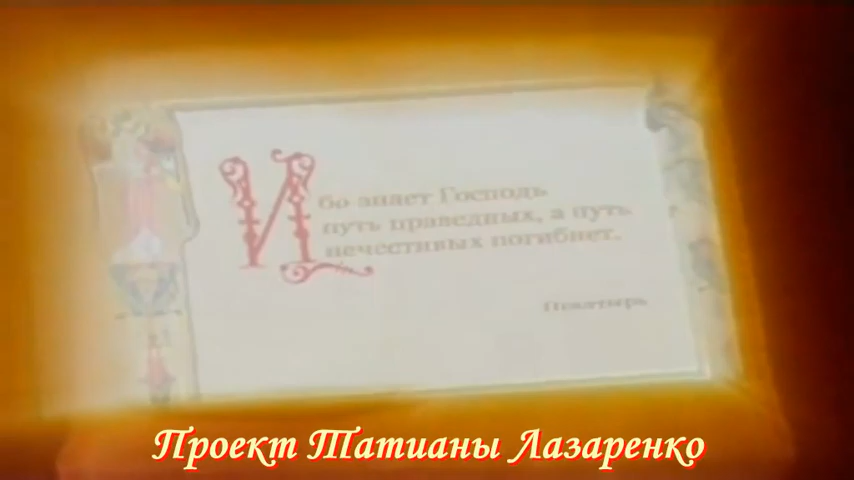 Ибо знает Господь
путь праведных, а путь
нечестивых погибнет.
Псалтирь
Проект Татианы Лазаренко